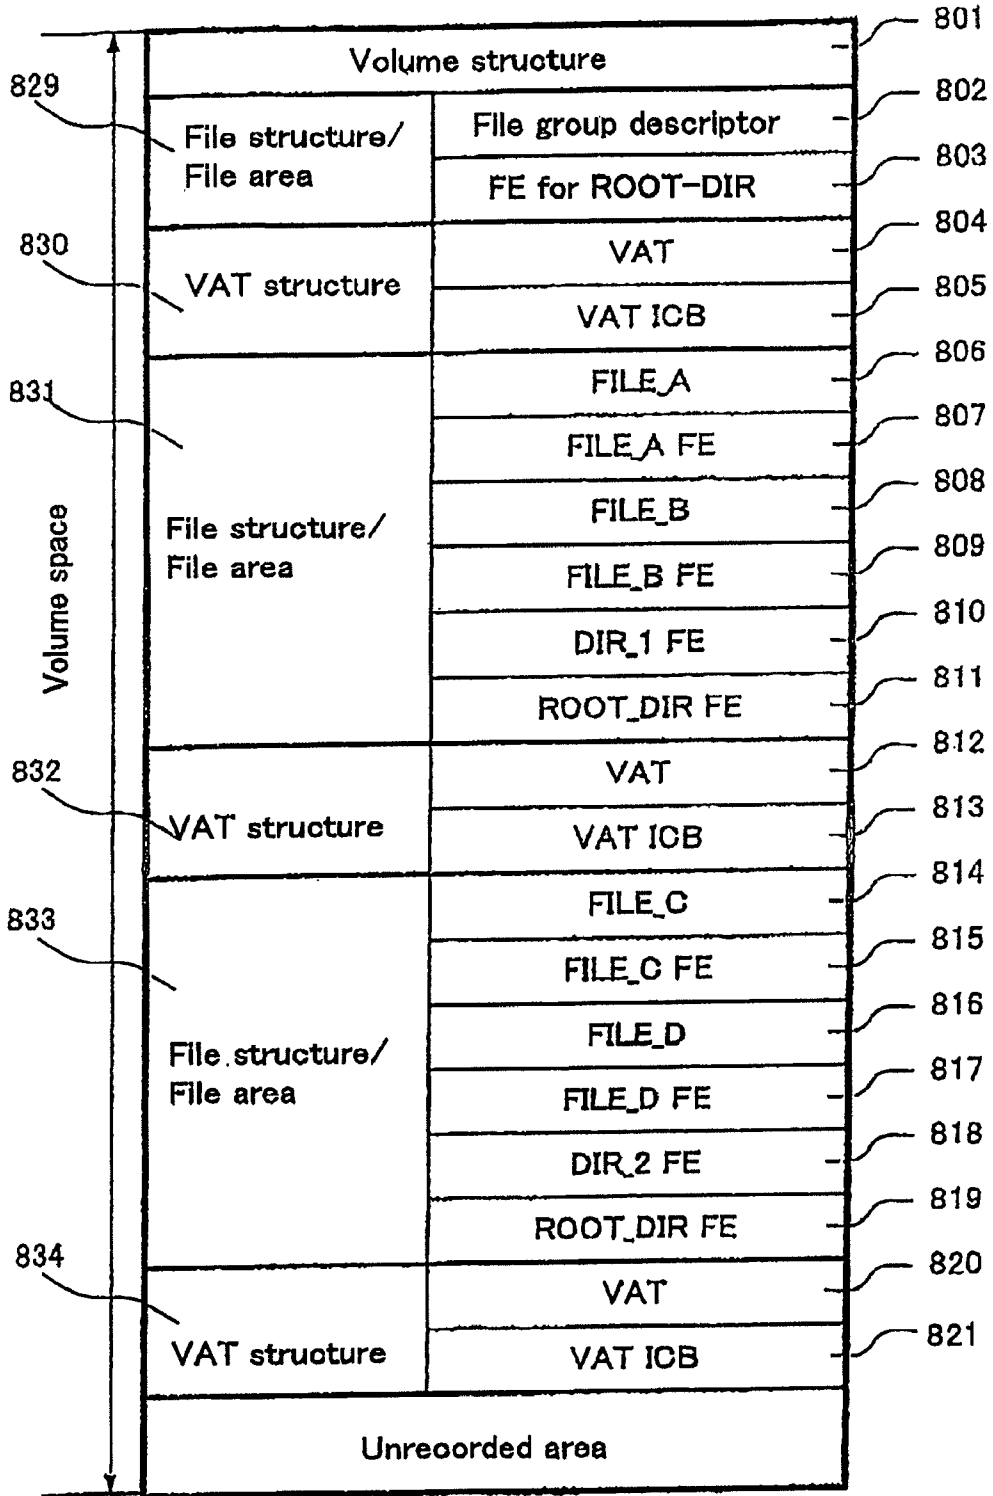 801
Volume structure
829
File structure/
File area
File group descriptor
802
FE for ROOT-DIR
803
830
VAT structure
VAT
804
VAT ICB
805
831
File structure/
File area
FILE_A
806
FILE_A FE
807
FILE_B
808
FILE_B FE
809
DIR_1 FE
810
ROOT_DIR FE
811
Volume space
832
VAT structure
VAT
812
VAT ICB
813
833
File structure/
File area
FILE_C
814
FILE_C FE
815
FILE_D
816
FILE_D FE
817
DIR_2 FE
818
ROOT_DIR FE
819
834
VAT structure
VAT
820
VAT ICB
821
Unrecorded area